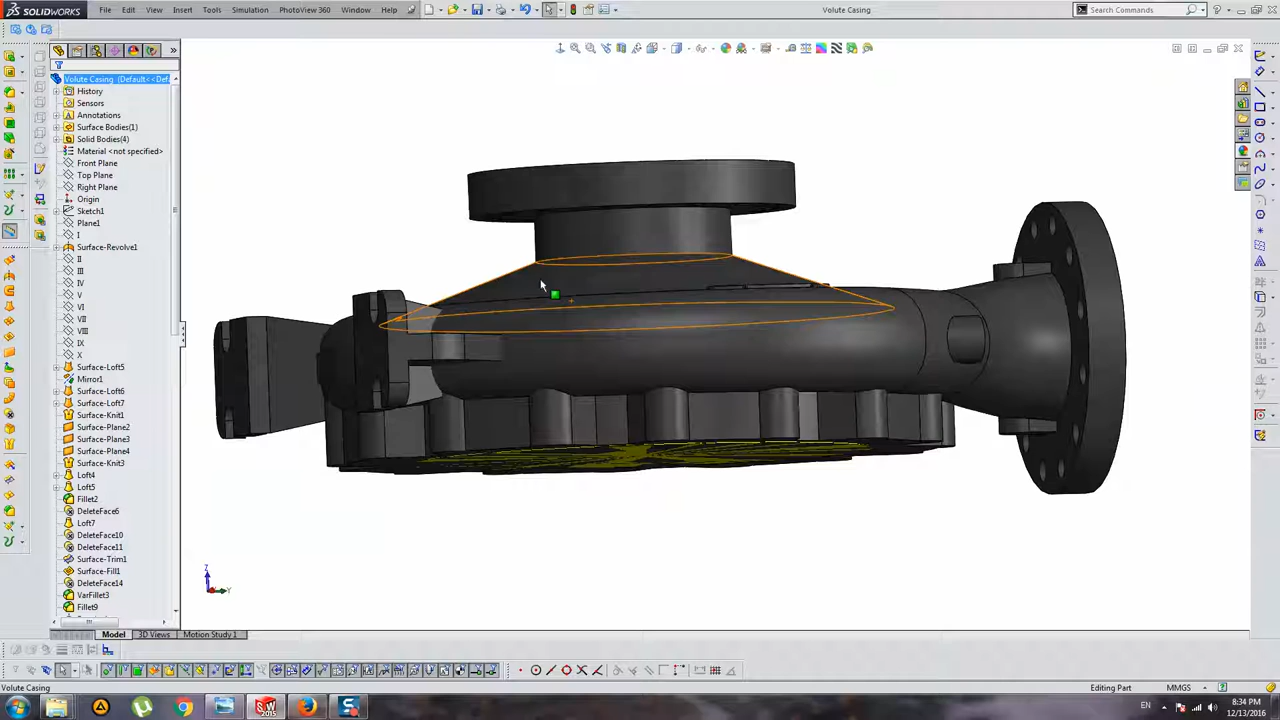 SOLIDWORKS File Edit View Insert Tools Simulation PhotoView 360 Window Help Volute Casing Search Commands
Volute Casing (Default<<Def
History
Sensors
Annotations
Surface Bodies(1)
Solid Bodies(4)
Material <not specified>
Front Plane
Top Plane
Right Plane
Origin
Sketch1
Plane1
I
Surface-Revolve1
II
III
IV
V
VI
VII
VIII
IX
X
Surface-Loft5
Mirror1
Surface-Loft6
Surface-Loft7
Surface-Knit1
Surface-Plane2
Surface-Plane3
Surface-Plane4
Surface-Knit3
Loft4
Loft5
Fillet2
DeleteFace6
Loft7
DeleteFace10
DeleteFace11
Surface-Trim1
Surface-Fill1
DeleteFace14
VarFillet3
Fillet9
Z
Y
Model 3D Views Motion Study 1
Volute Casing Editing Part MMGS
EN 8:34 PM
12/13/2016